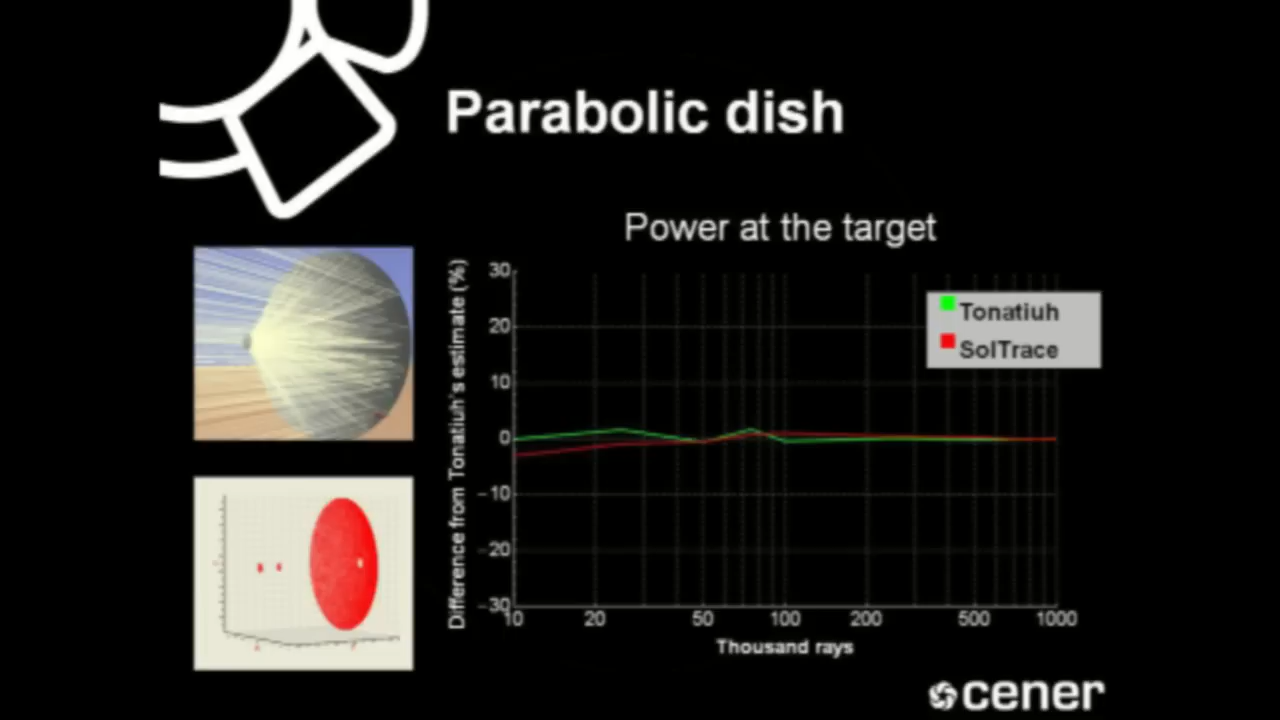 Parabolic dish
Power at the target
Difference from Tonatiuh's estimate (%)
30
20
10
0
-10
-20
-30
10 20 50 100 200 500 1000
Thousand rays
Tonatiuh
SolTrace
cener